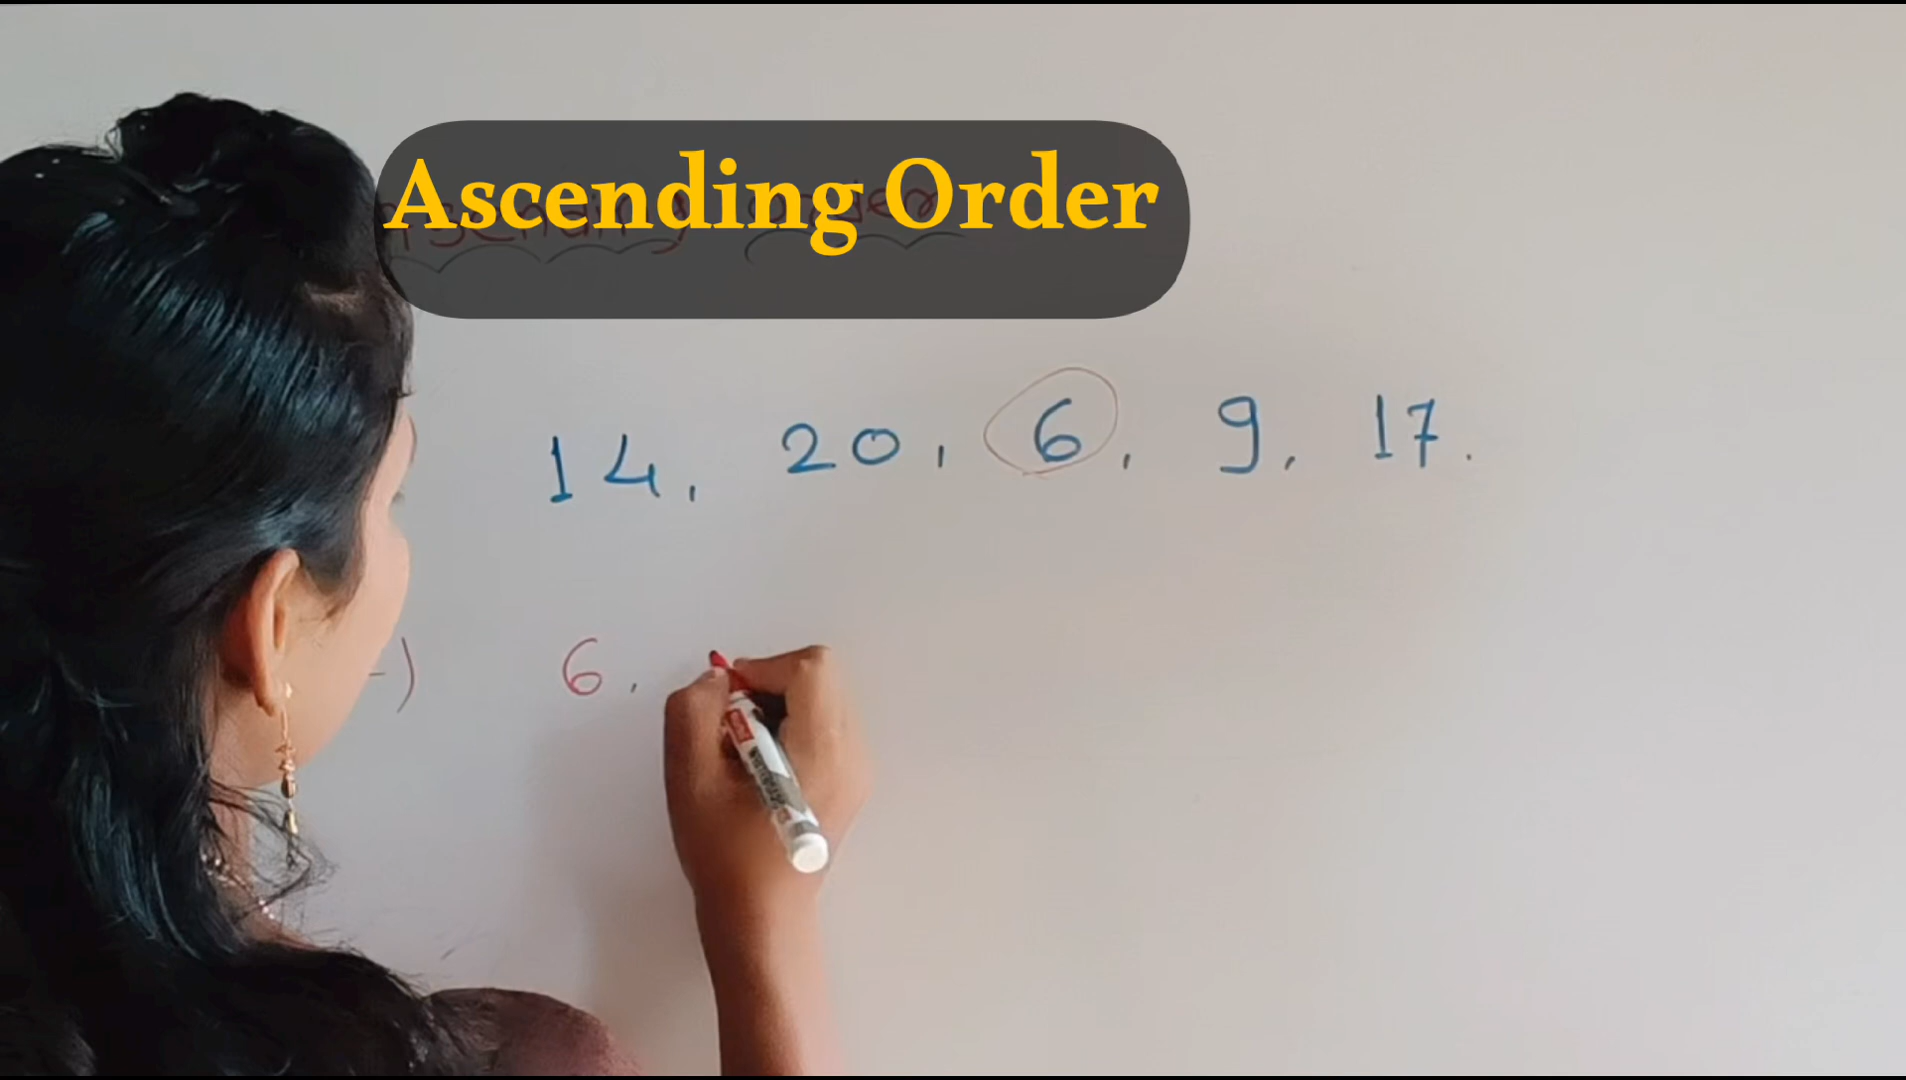 Ascending Order
14, 20, 6, 9, 17.
-) 6,